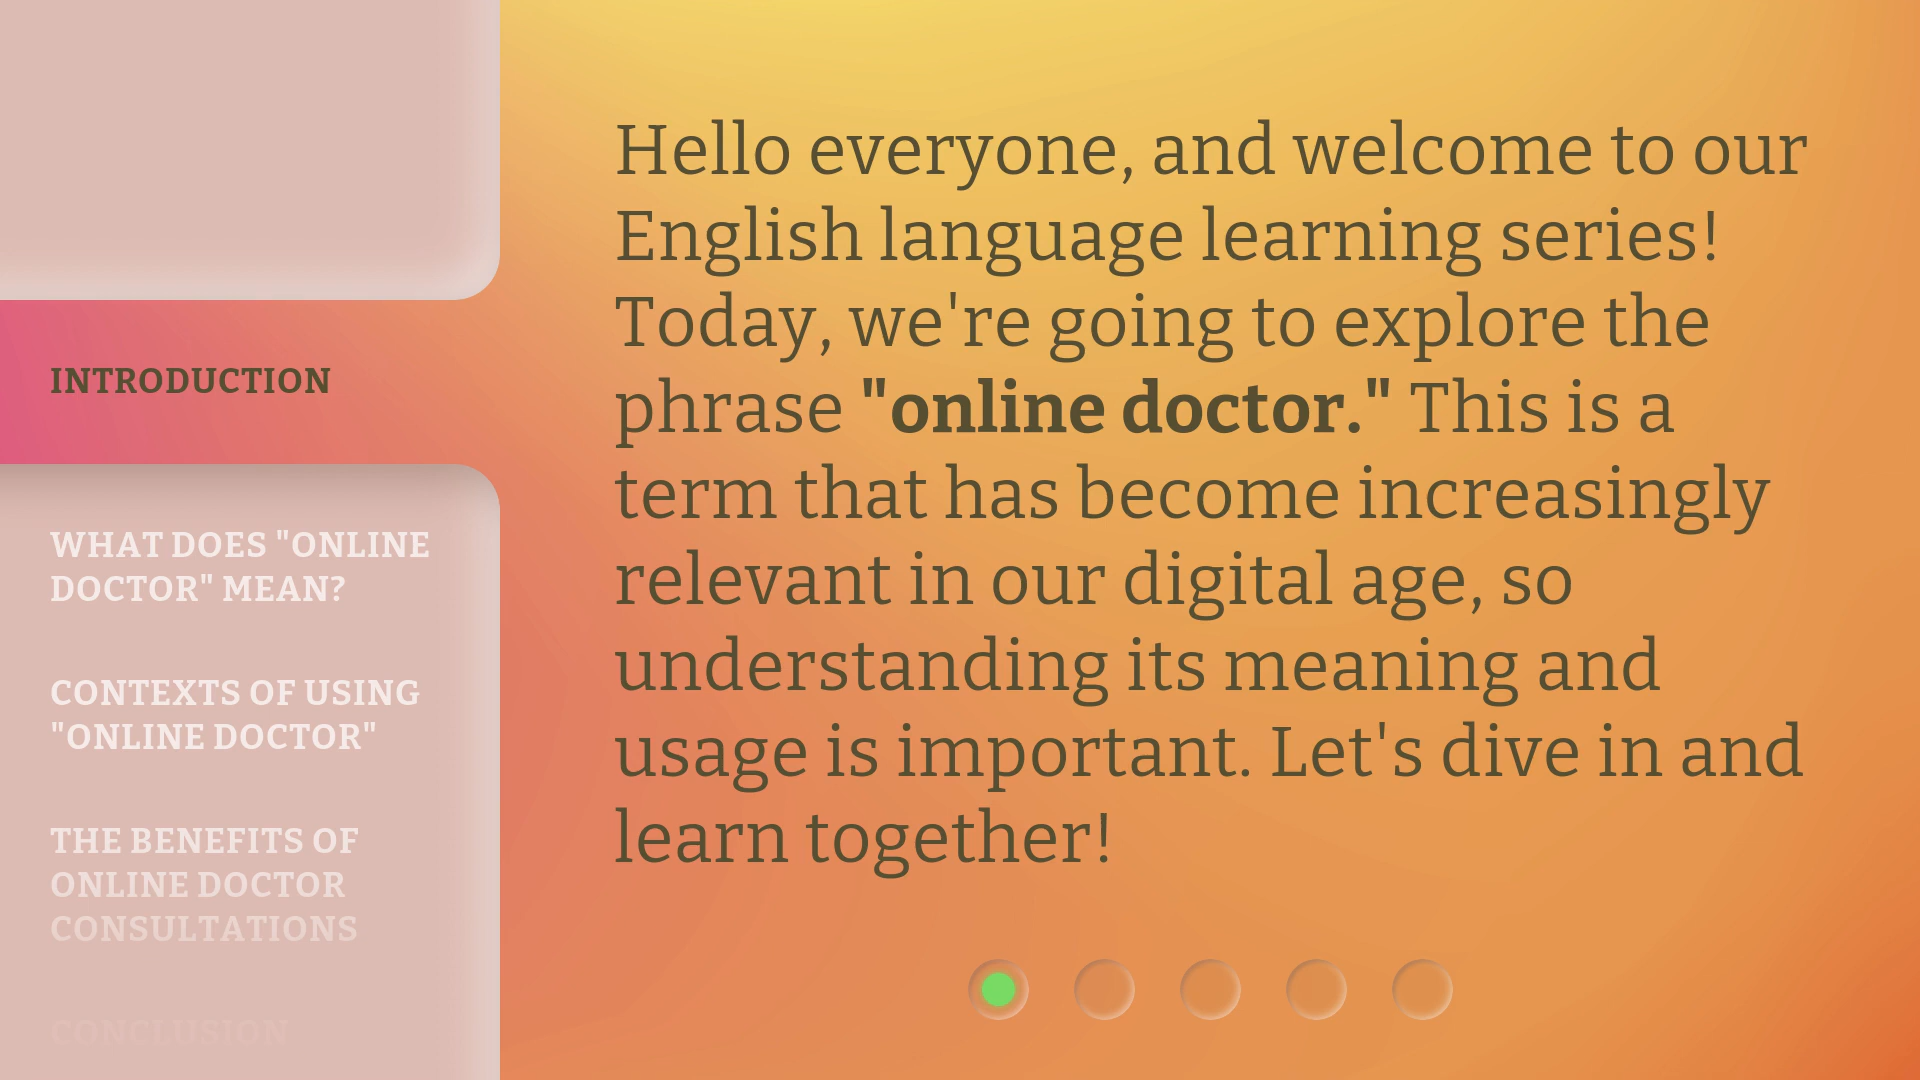 INTRODUCTION
WHAT DOES "ONLINE
DOCTOR" MEAN?
CONTEXTS OF USING
"ONLINE DOCTOR"
THE BENEFITS OF
ONLINE DOCTOR
CONSULTATIONS
CONCLUSION
Hello everyone, and welcome to our
English language learning series!
Today, we're going to explore the
phrase "online doctor." This is a
term that has become increasingly
relevant in our digital age, so
understanding its meaning and
usage is important. Let's dive in and
learn together!